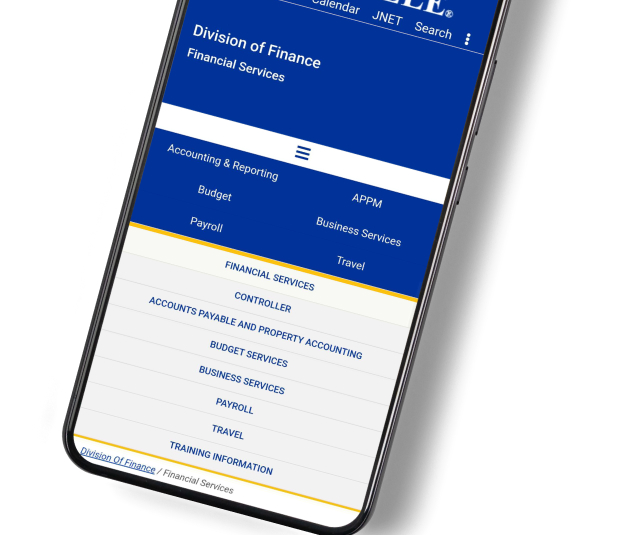 Calendar JNET Search
Division of Finance
Financial Services
Accounting & Reporting
APPM
Budget
Business Services
Payroll
Travel
FINANCIAL SERVICES
CONTROLLER
ACCOUNTS PAYABLE AND PROPERTY ACCOUNTING
BUDGET SERVICES
BUSINESS SERVICES
PAYROLL
TRAVEL
TRAINING INFORMATION
Division Of Finance / Financial Services